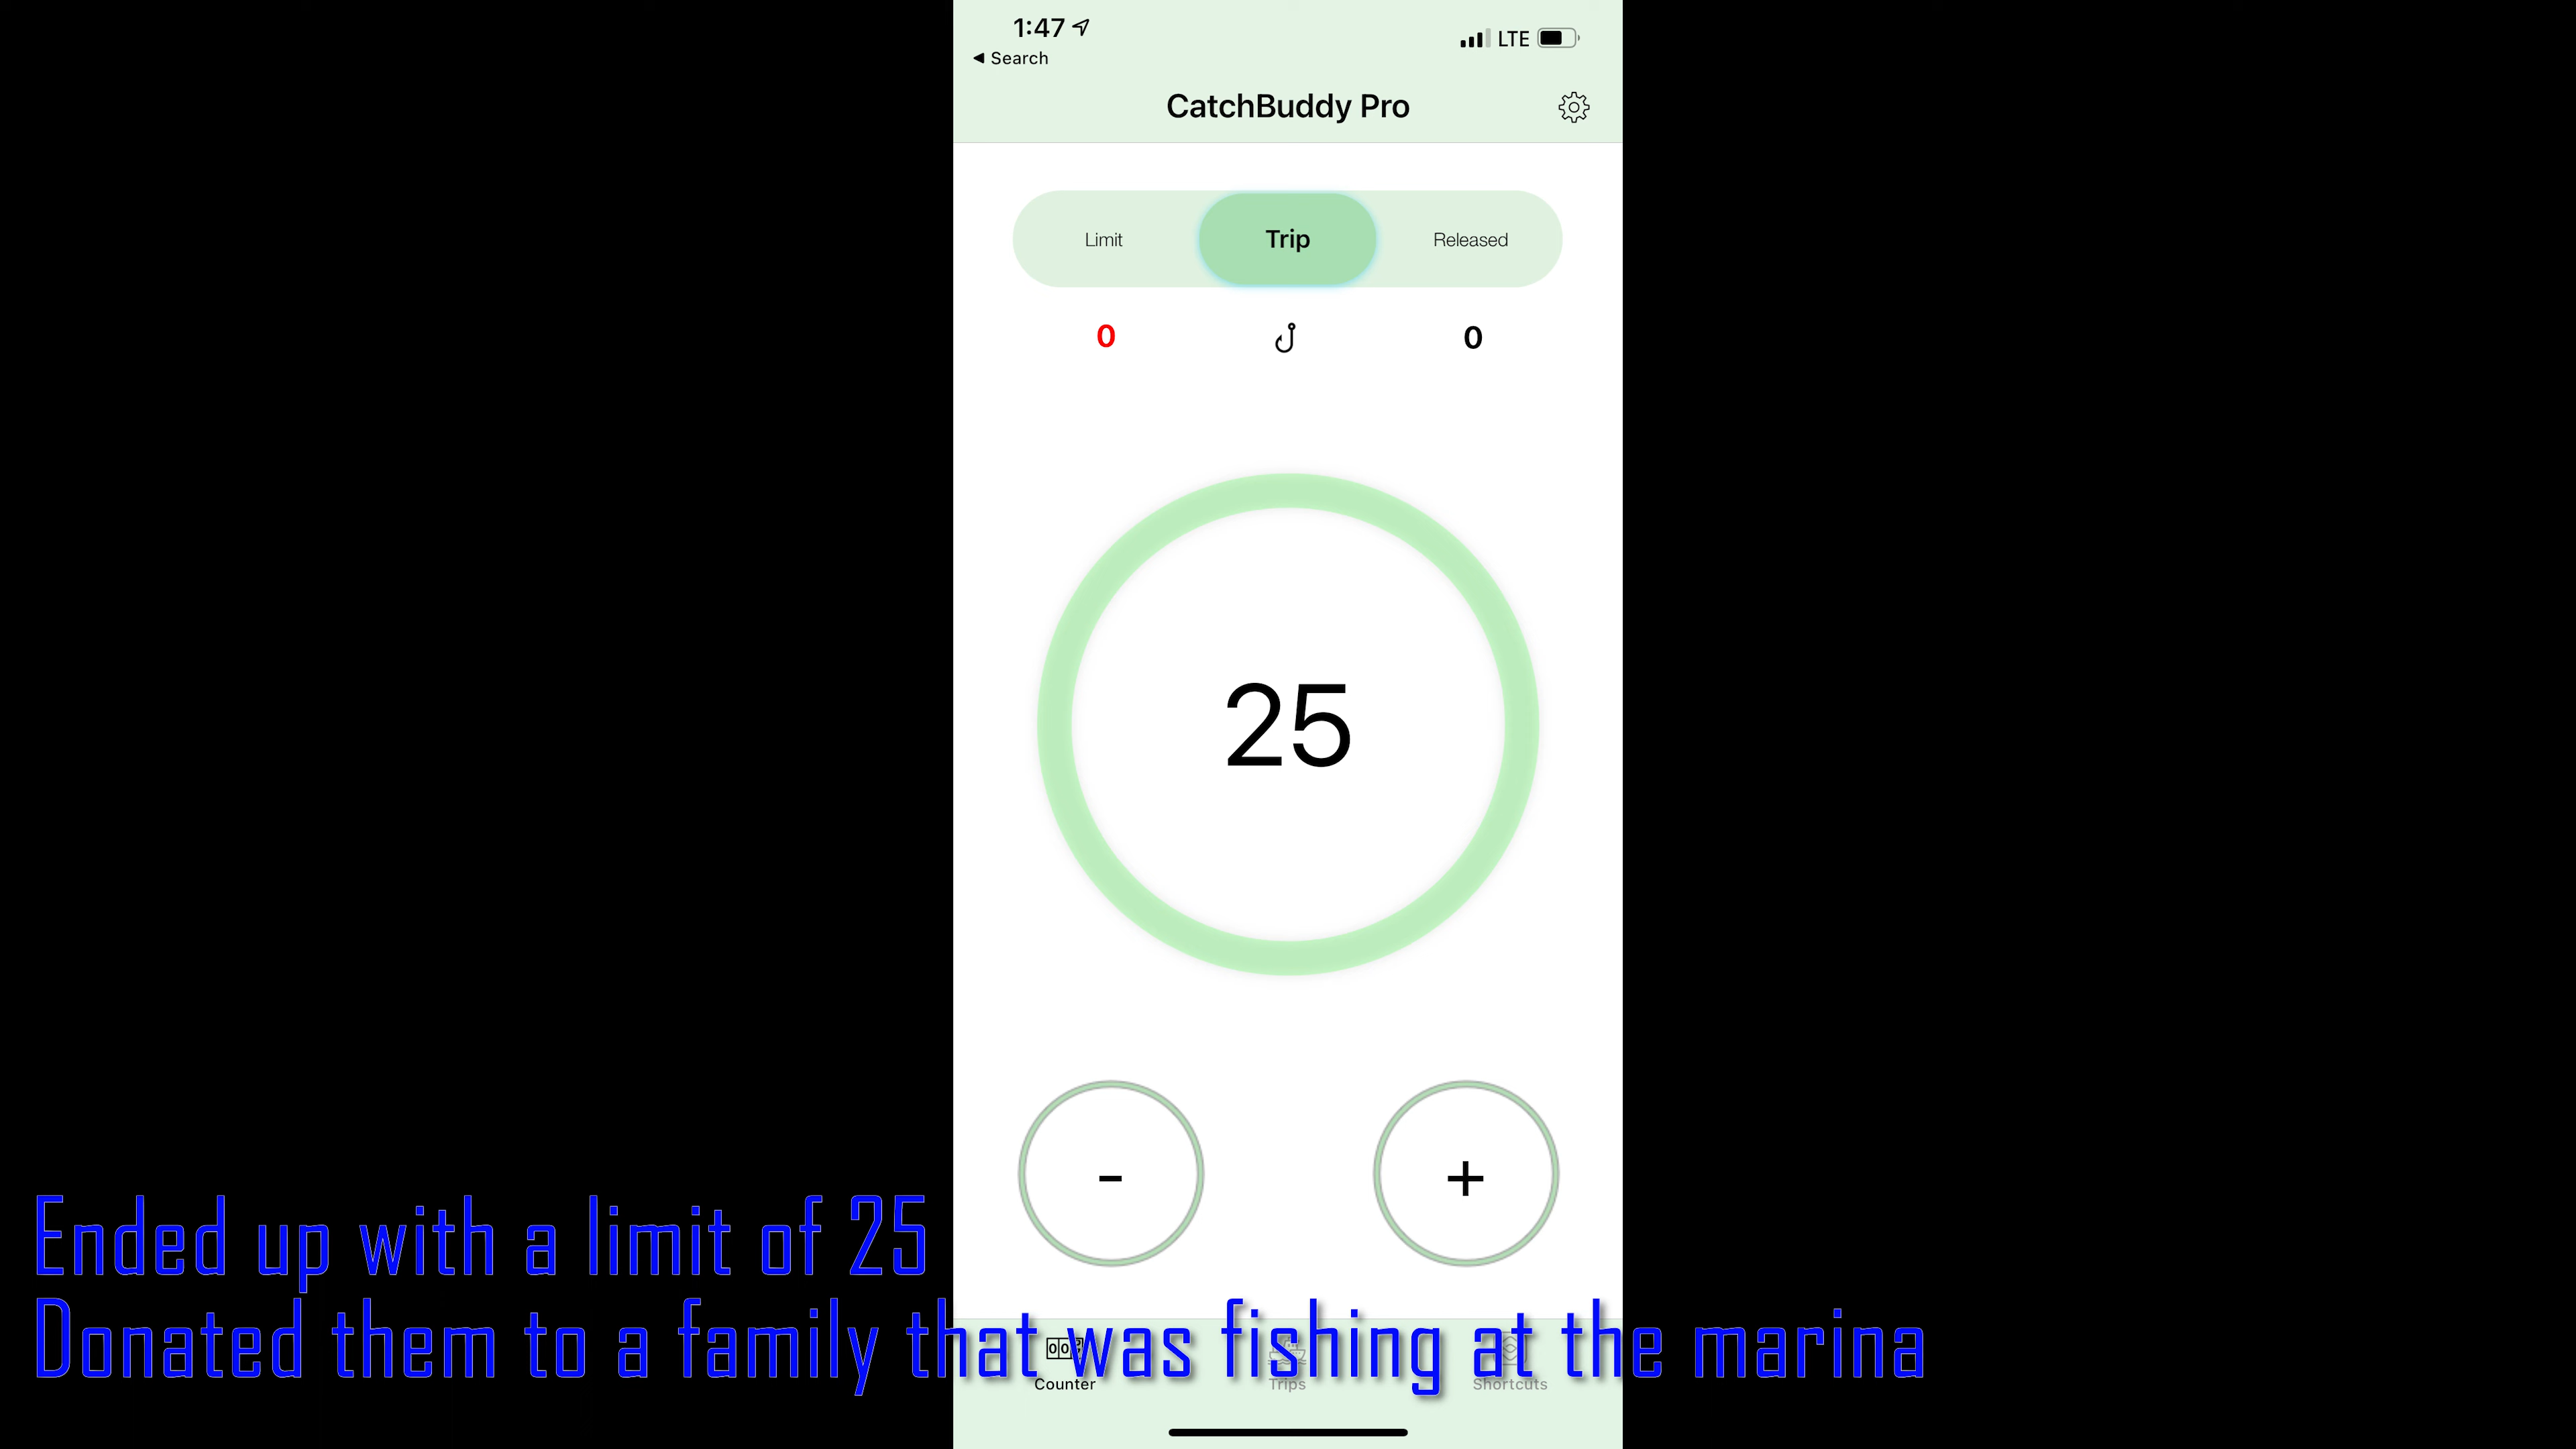 1:47 LTE
◀ Search
CatchBuddy Pro
Limit Trip Released
0 0
25
- +
Ended up with a limit of 25
Donated them to a family that was fishing at the marina
Counter Trips Shortcuts